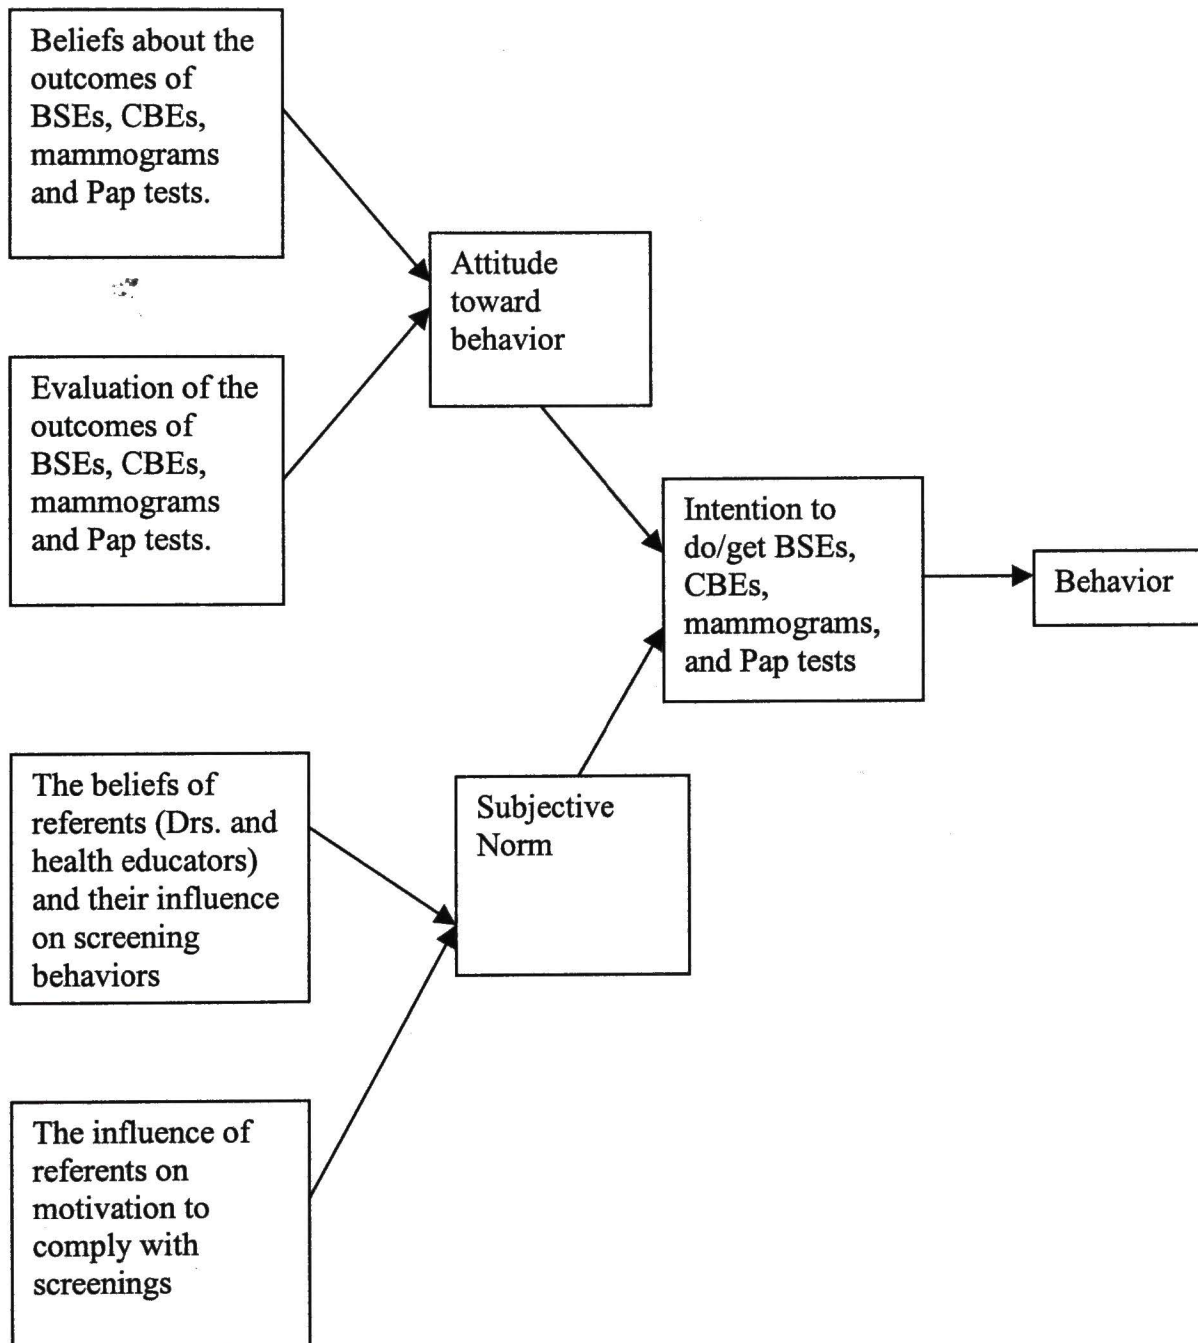 Beliefs about the
outcomes of
BSEs, CBEs,
mammograms
and Pap tests.
Attitude
toward
behavior
Evaluation of the
outcomes of
BSEs, CBEs,
mammograms
and Pap tests.
Intention to
do/get BSEs,
CBEs,
mammograms,
and Pap tests
Behavior
The beliefs of
referents (Drs. and
health educators)
and their influence
on screening
behaviors
Subjective
Norm
The influence of
referents on
motivation to
comply with
screenings